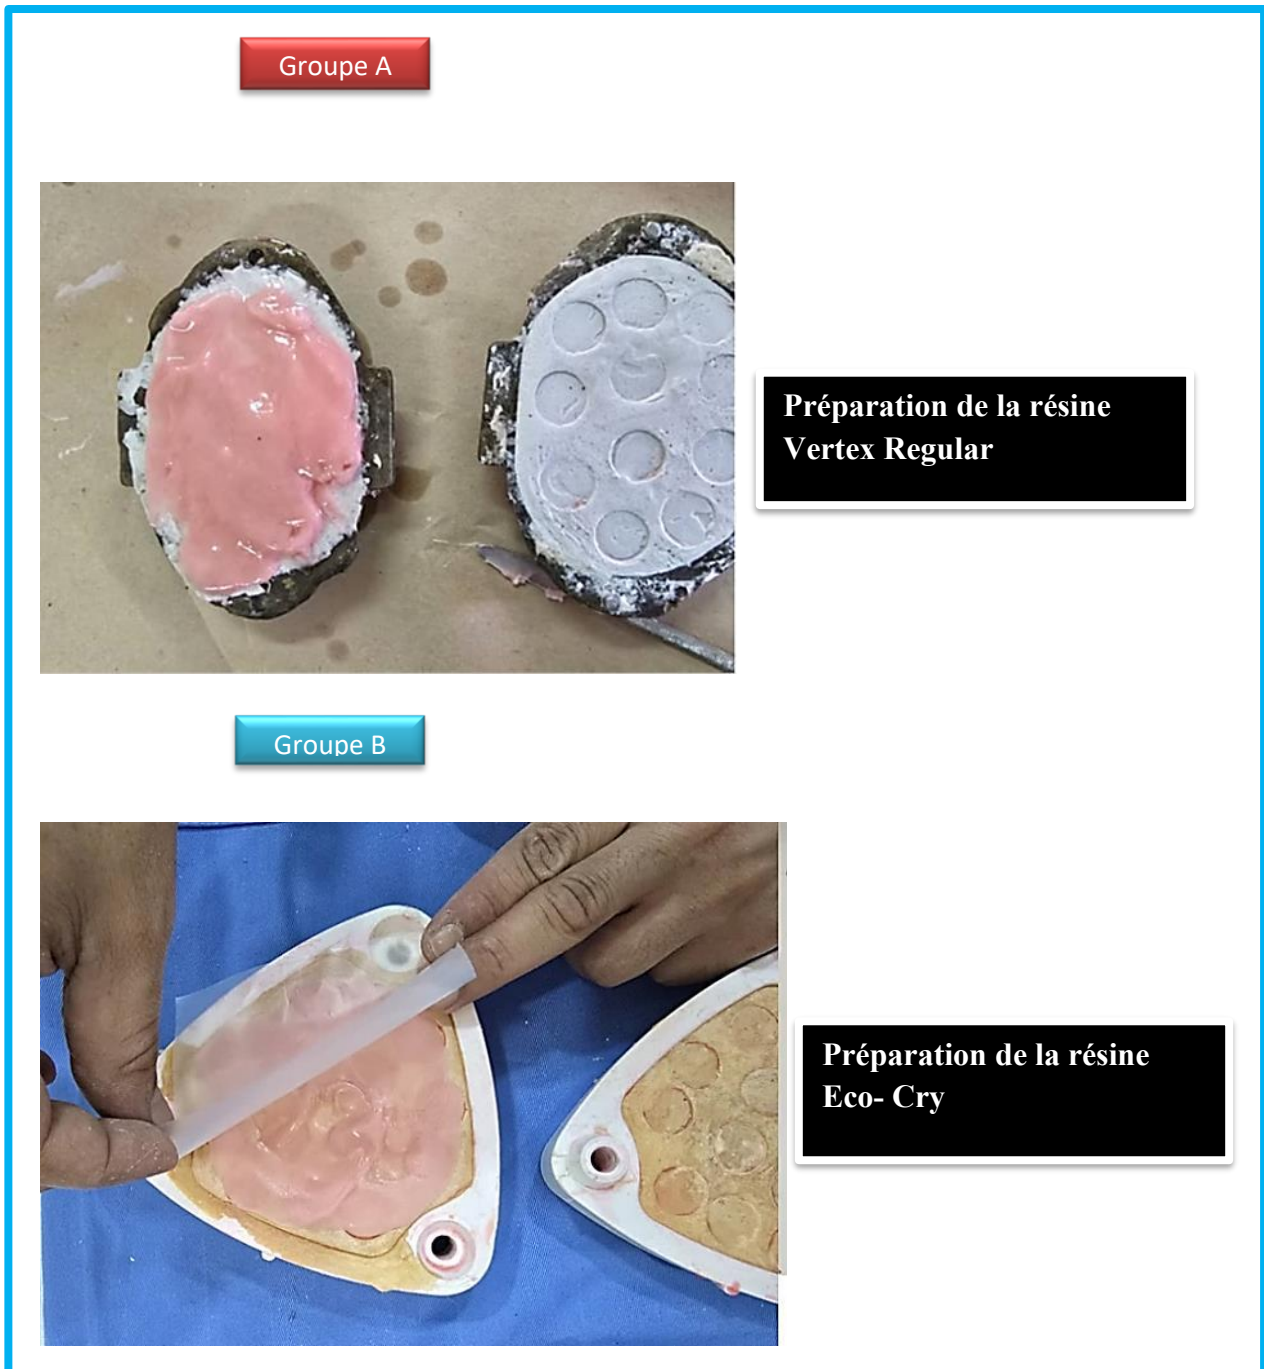 Groupe A
Préparation de la résine
Vertex Regular
Groupe B
Préparation de la résine
Eco- Cry